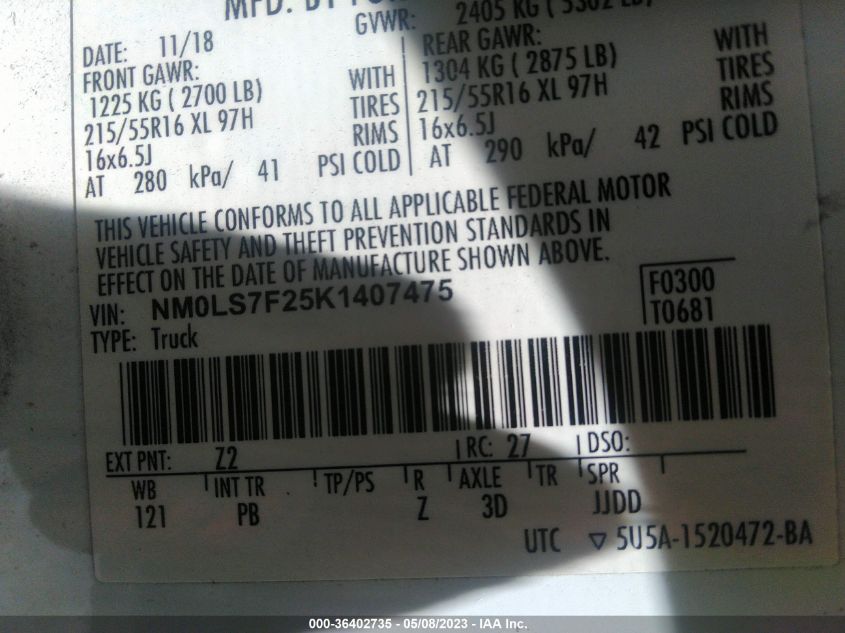 MFD. BY FOR
GVWR: 2405 KG ( 5302 LB)
DATE: 11/18
FRONT GAWR:
1225 KG ( 2700 LB) WITH
215/55R16 XL 97H TIRES
16x6.5J RIMS
AT 280 kPa/ 41 PSI COLD
REAR GAWR: WITH
1304 KG ( 2875 LB) TIRES
215/55R16 XL 97H RIMS
16x6.5J
AT 290 kPa/ 42 PSI COLD
THIS VEHICLE CONFORMS TO ALL APPLICABLE FEDERAL MOTOR
VEHICLE SAFETY AND THEFT PREVENTION STANDARDS IN
EFFECT ON THE DATE OF MANUFACTURE SHOWN ABOVE.
VIN: NM0LS7F25K1407475
F0300
T0681
TYPE: Truck
EXT PNT: Z2 RC: 27 DSO:
WB INT TR TP/PS R AXLE TR SPR
121 PB Z 3D JJDD
UTC 5U5A-1520472-BA
000-36402735 - 05/08/2023 - IAA Inc.